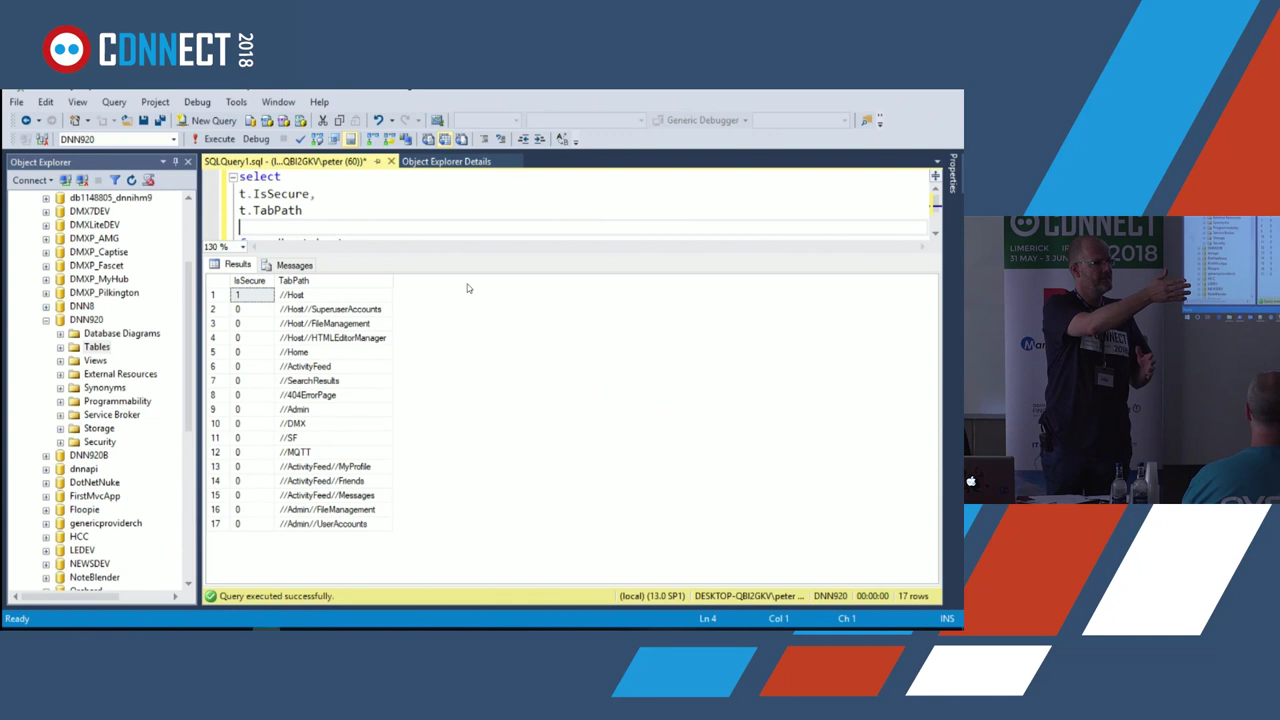 CDNNECT 2018
File Edit View Query Project Debug Tools Window Help
New Query Generic Debugger
DNN920 Execute Debug
Object Explorer
SQLQuery1.sql - (l...QBI2GKV\peter (60))*
Object Explorer Details
Properties
Connect
db1148805_dnnihm9
DMX7DEV
DMXLiteDEV
DMXP_AMG
DMXP_Captise
DMXP_Fascet
DMXP_MyHub
DMXP_Pilkington
DNN8
DNN920
Database Diagrams
Tables
Views
External Resources
Synonyms
Programmability
Service Broker
Storage
Security
DNN920B
dnnapi
DotNetNuke
FirstMvcApp
Floopie
genericproviderch
HCC
LEDEV
NEWSDEV
NoteBlender
select
t.IsSecure,
t.TabPath
130 %
Results Messages
IsSecure TabPath
1 1 //Host
2 0 //Host//SuperuserAccounts
3 0 //Host//FileManagement
4 0 //Host//HTMLEditorManager
5 0 //Home
6 0 //ActivityFeed
7 0 //SearchResults
8 0 //404ErrorPage
9 0 //Admin
10 0 //DMX
11 0 //SF
12 0 //MQTT
13 0 //ActivityFeed//MyProfile
14 0 //ActivityFeed//Friends
15 0 //ActivityFeed//Messages
16 0 //Admin//FileManagement
17 0 //Admin//UserAccounts
Query executed successfully. (local) (13.0 SP1) DESKTOP-QBI2GKV\peter ... DNN920 00:00:00 17 rows
Ready Ln 4 Col 1 Ch 1 INS
CONNECT
LIMERICK
2018
31 MAY - 3 JUN